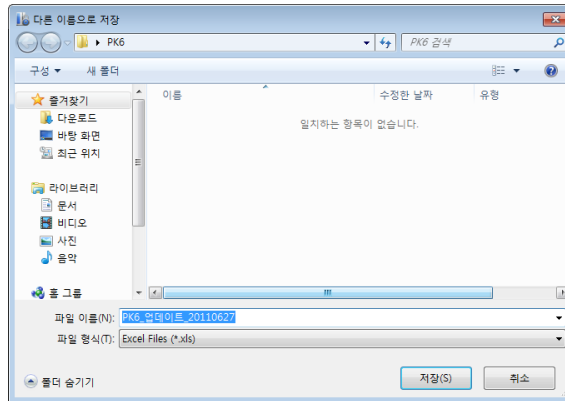 다른 이름으로 저장
PK6
PK6 검색
구성 새 폴더
이름 수정한 날짜 유형
일치하는 항목이 없습니다.
즐겨찾기
다운로드
바탕 화면
최근 위치
라이브러리
문서
비디오
사진
음악
홈 그룹
파일 이름(N): PK6_업데이트_20110627
파일 형식(T): Excel Files (*.xls)
폴더 숨기기 저장(S) 취소